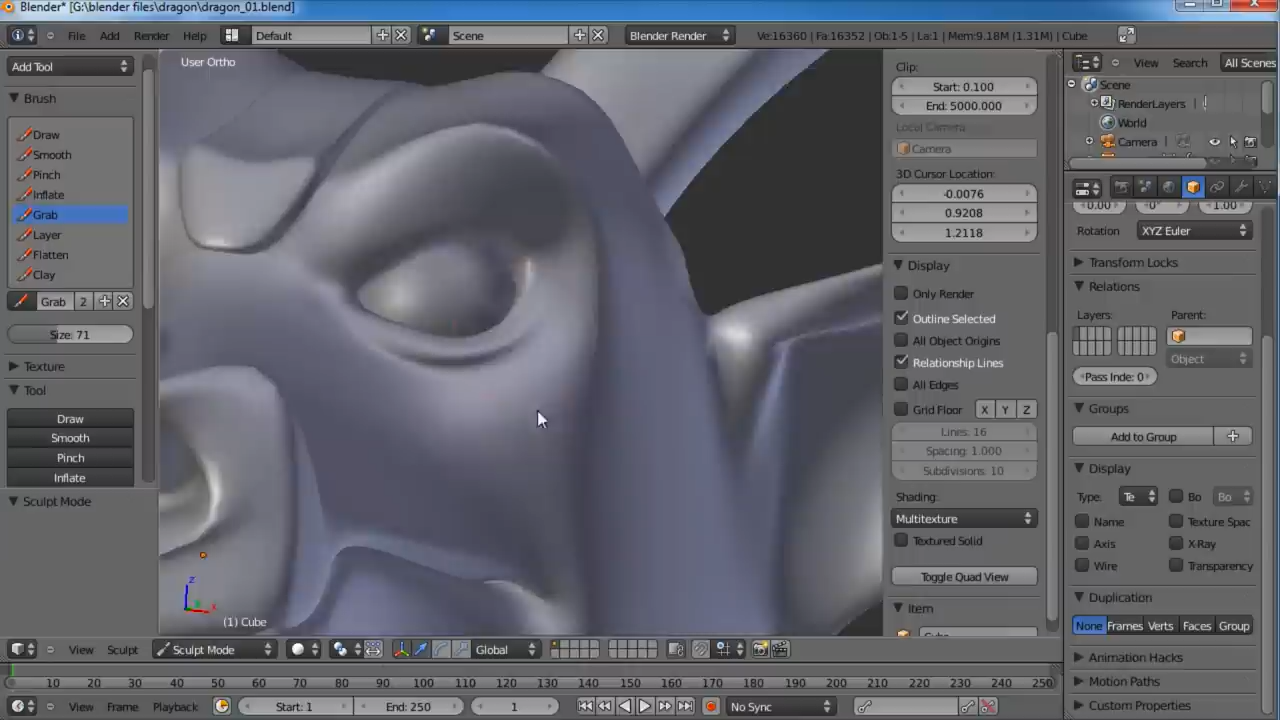 Blender* [G:\blender files\dragon\dragon_01.blend]
File Add Render Help Default Scene Blender Render Ve:16360 | Fa:16352 | Ob:1-5 | La:1 | Mem:9.18M (1.31M) | Cube
Add Tool
Brush
Draw
Smooth
Pinch
Inflate
Grab
Layer
Flatten
Clay
Grab 2
Size: 71
Texture
Tool
Draw
Smooth
Pinch
Inflate
Sculpt Mode
User Ortho
z
x
(1) Cube
Clip:
Start: 0.100
End: 5000.000
Local Camera
Camera
3D Cursor Location:
-0.0076
0.9208
1.2118
Display
Only Render
Outline Selected
All Object Origins
Relationship Lines
All Edges
Grid Floor X Y Z
Lines: 16
Spacing: 1.000
Subdivisions: 10
Shading:
Multitexture
Textured Solid
Toggle Quad View
Item
View Search All Scenes
Scene
RenderLayers
World
Camera
0.00 0° 1.00
Rotation XYZ Euler
Transform Locks
Relations
Layers: Parent:
Object
Pass Inde: 0
Groups
Add to Group
Display
Type: Te Bo Bo
Name Texture Spac
Axis X-Ray
Wire Transparency
Duplication
None Frames Verts Faces Group
Animation Hacks
Motion Paths
Custom Properties
View Sculpt Sculpt Mode Global
10 20 30 40 50 60 70 80 90 100 110 120 130 140 150 160 170 180 190 200 210 220 230 240 250
View Frame Playback Start: 1 End: 250 1 No Sync